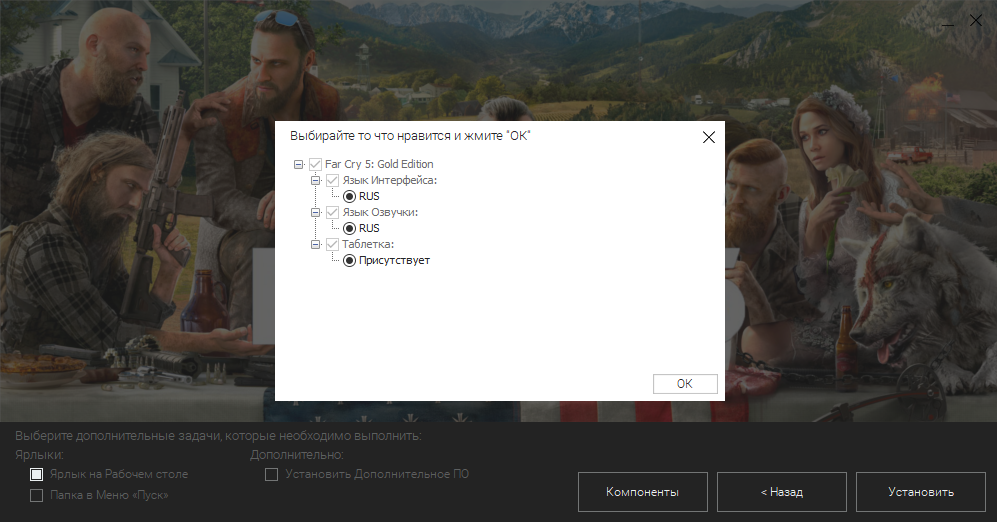 Выбирайте то что нравится и жмите "ОК"
Far Cry 5: Gold Edition
Язык Интерфейса:
RUS
Язык Озвучки:
RUS
Таблетка:
Присутствует
ОК
Выберите дополнительные задачи, которые необходимо выполнить:
Ярлыки:
Дополнительно:
Ярлык на Рабочем столе
Установить Дополнительное ПО
Папка в Меню «Пуск»
Компоненты
< Назад
Установить